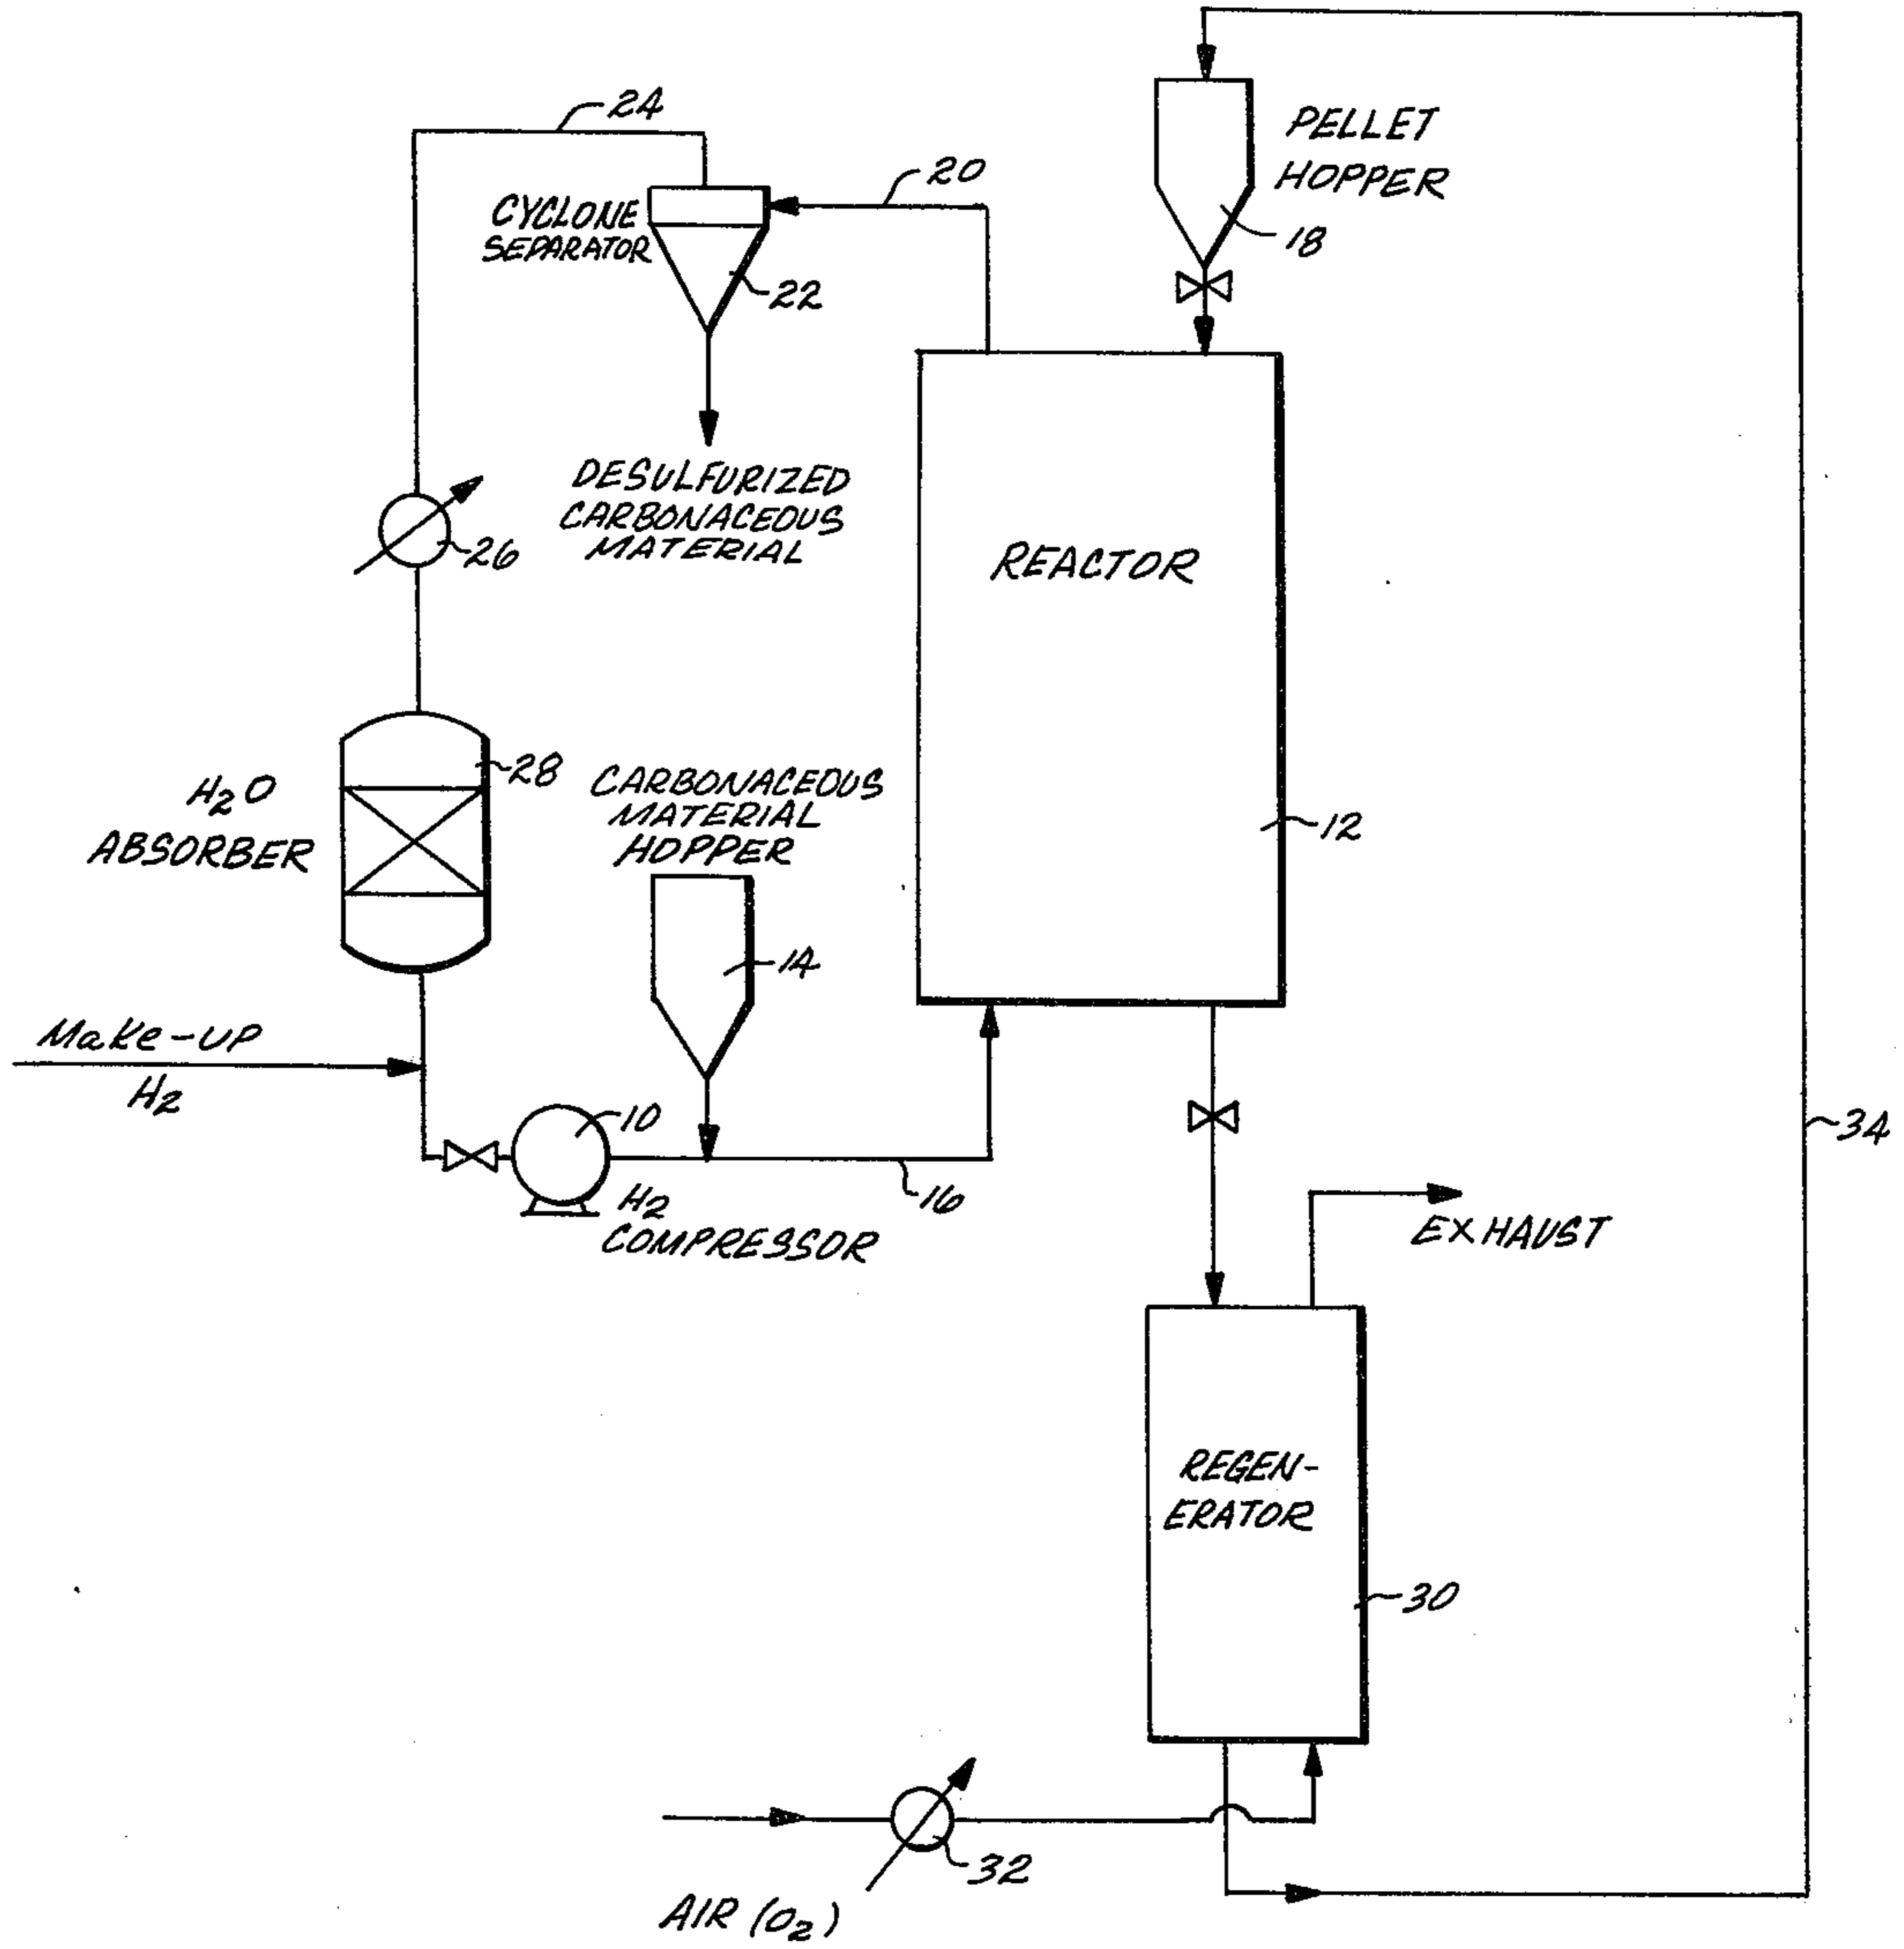 24
PELLET
HOPPER
20
CYCLONE
SEPARATOR
18
22
DESULFURIZED
CARBONACEOUS
MATERIAL
26
REACTOR
28
H2O
ABSORBER
CARBONACEOUS
MATERIAL
HOPPER
12
14
Make-UP
H2
10
34
16
H2
COMPRESSOR
EXHAUST
REGEN-
ERATOR
30
32
AIR (O2)